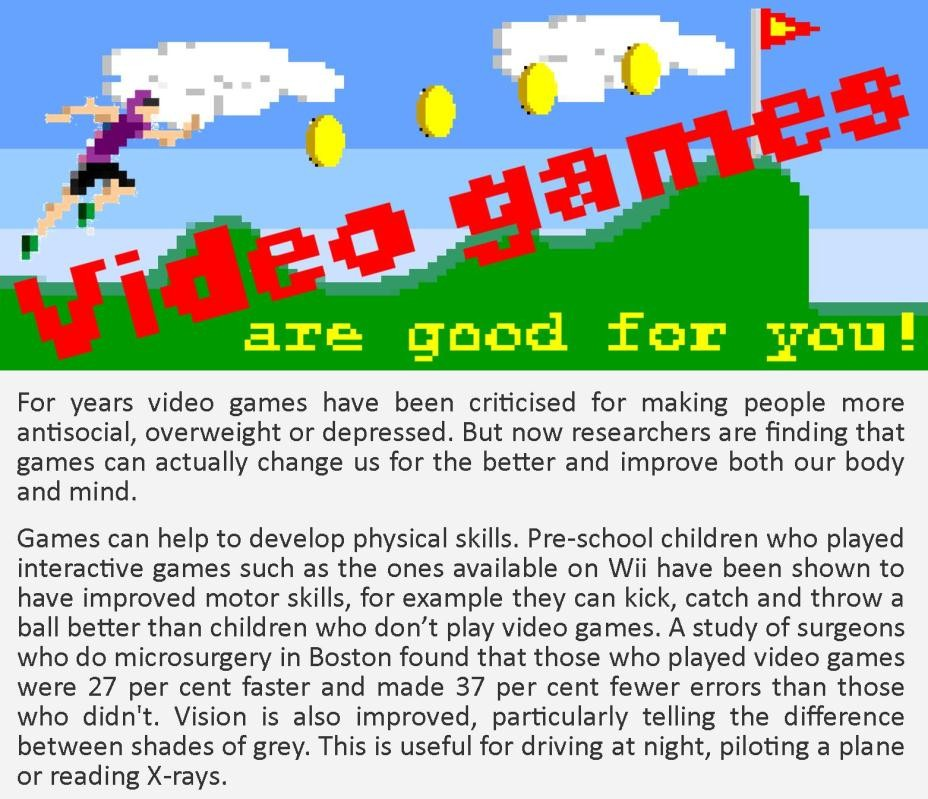 Video games
are good for you!
For years video games have been criticised for making people more
antisocial, overweight or depressed. But now researchers are finding that
games can actually change us for the better and improve both our body
and mind.
Games can help to develop physical skills. Pre-school children who played
interactive games such as the ones available on Wii have been shown to
have improved motor skills, for example they can kick, catch and throw a
ball better than children who don’t play video games. A study of surgeons
who do microsurgery in Boston found that those who played video games
were 27 per cent faster and made 37 per cent fewer errors than those
who didn't. Vision is also improved, particularly telling the difference
between shades of grey. This is useful for driving at night, piloting a plane
or reading X-rays.